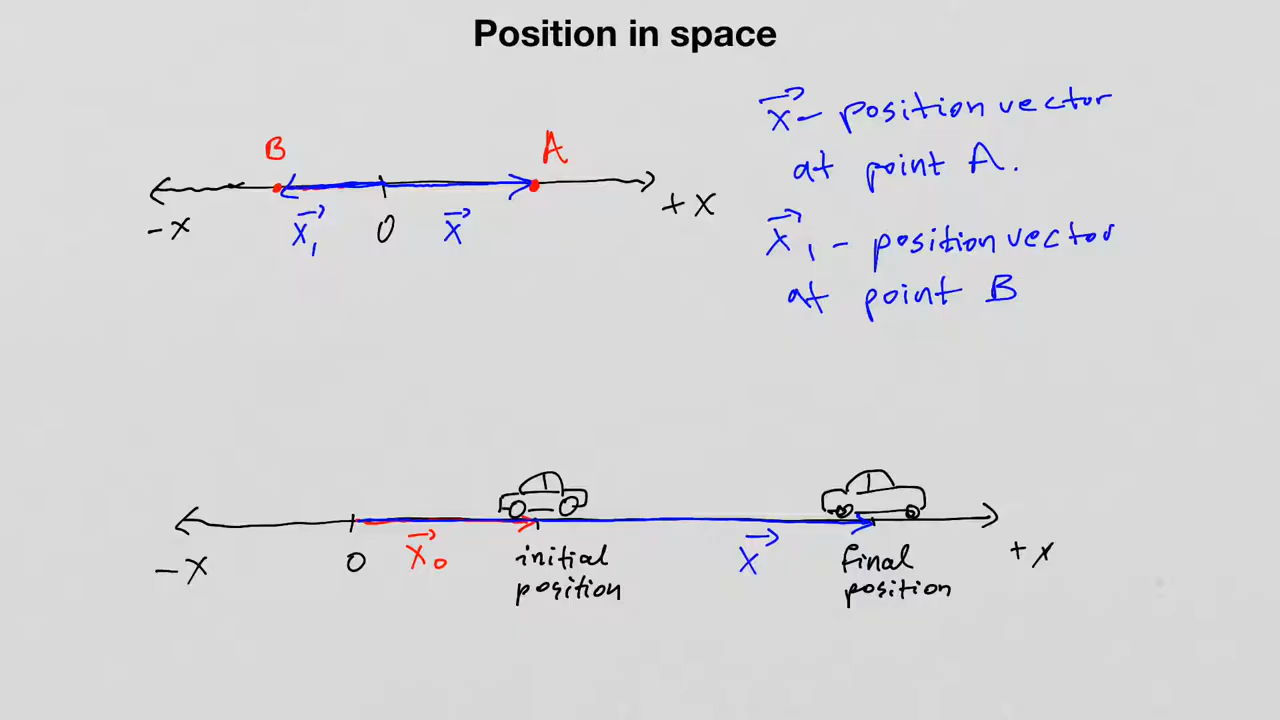 Position in space
B
A
-x
x⃗₁
0
x⃗
+x
x⃗ - position vector
at point A.
x⃗₁ - position vector
at point B
-x
0
x⃗₀
initial
position
x⃗
final
position
+x